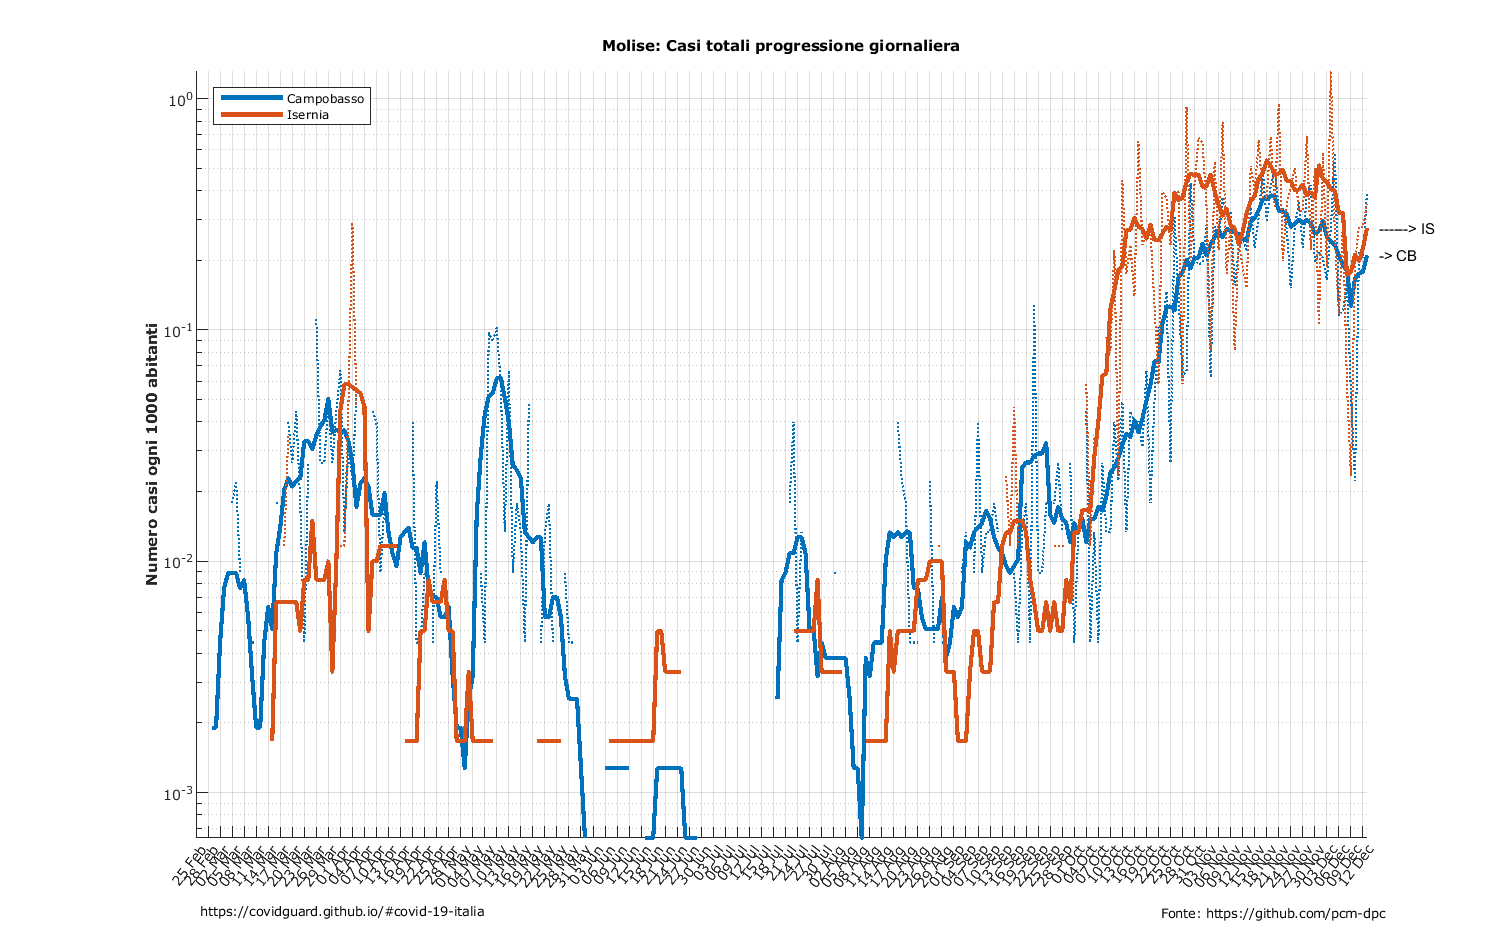 Molise: Casi totali progressione giornaliera
Campobasso
Isernia
Numero casi ogni 1000 abitanti
10^0
10^-1
10^-2
10^-3
------> IS
-> CB
25 Feb
28 Feb
02 Mar
05 Mar
08 Mar
11 Mar
14 Mar
17 Mar
20 Mar
23 Mar
26 Mar
29 Mar
01 Apr
04 Apr
07 Apr
10 Apr
13 Apr
16 Apr
19 Apr
22 Apr
25 Apr
28 Apr
01 May
04 May
07 May
10 May
13 May
16 May
19 May
22 May
25 May
28 May
31 May
03 Jun
06 Jun
09 Jun
12 Jun
15 Jun
18 Jun
21 Jun
24 Jun
27 Jun
30 Jun
03 Jul
06 Jul
09 Jul
12 Jul
15 Jul
18 Jul
21 Jul
24 Jul
27 Jul
30 Jul
02 Aug
05 Aug
08 Aug
11 Aug
14 Aug
17 Aug
20 Aug
23 Aug
26 Aug
29 Aug
01 Sep
04 Sep
07 Sep
10 Sep
13 Sep
16 Sep
19 Sep
22 Sep
25 Sep
28 Sep
01 Oct
04 Oct
07 Oct
10 Oct
13 Oct
16 Oct
19 Oct
22 Oct
25 Oct
28 Oct
31 Oct
03 Nov
06 Nov
09 Nov
12 Nov
15 Nov
18 Nov
21 Nov
24 Nov
27 Nov
30 Nov
03 Dec
06 Dec
09 Dec
12 Dec
https://covidguard.github.io/#covid-19-italia
Fonte: https://github.com/pcm-dpc